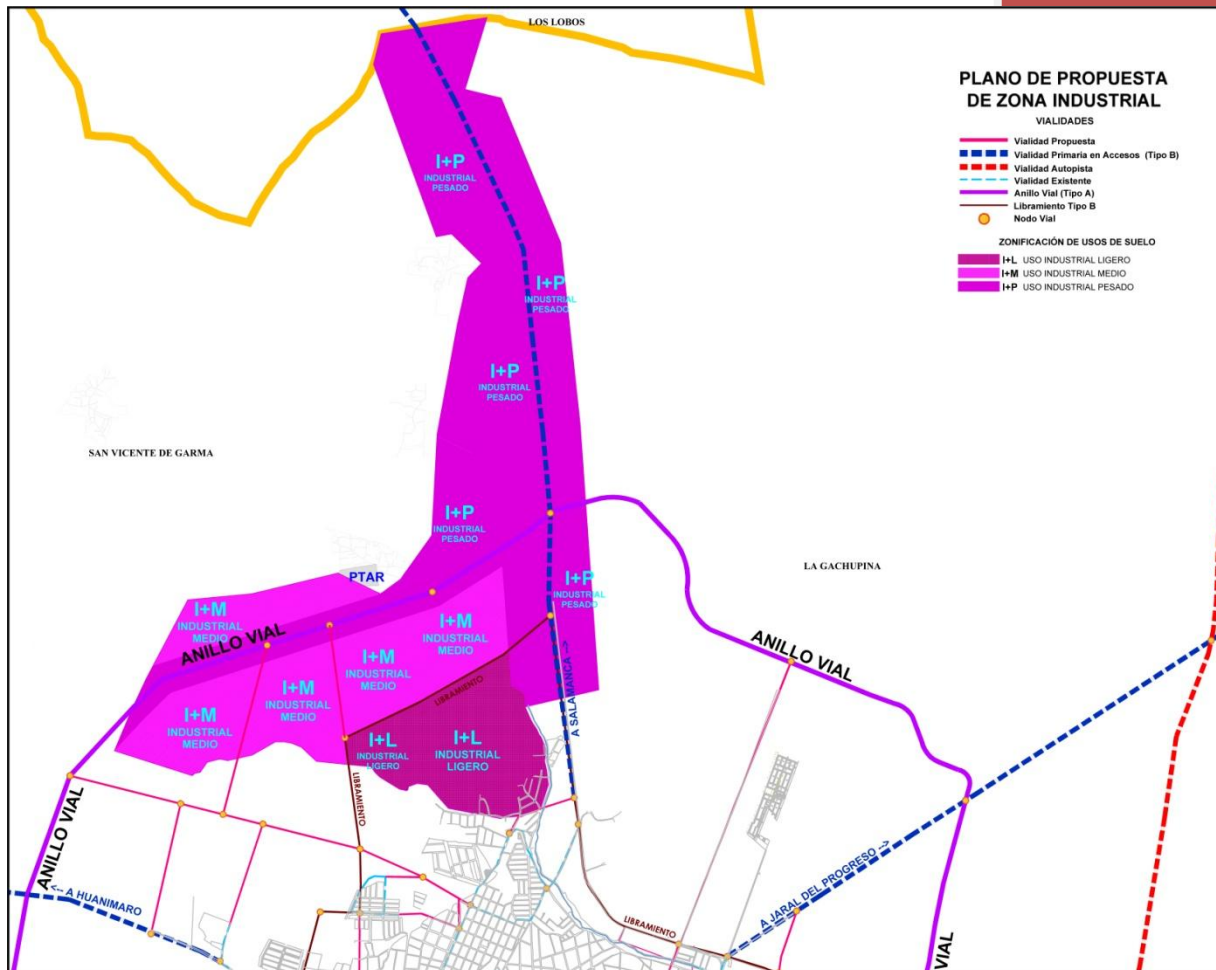 LOS LOBOS
PLANO DE PROPUESTA
DE ZONA INDUSTRIAL
VIALIDADES
Vialidad Propuesta
Vialidad Primaria en Accesos (Tipo B)
Vialidad Autopista
Vialidad Existente
Anillo Vial (Tipo A)
Libramiento Tipo B
Nodo Vial
ZONIFICACIÓN DE USOS DE SUELO
I+L USO INDUSTRIAL LIGERO
I+M USO INDUSTRIAL MEDIO
I+P USO INDUSTRIAL PESADO
I+P
INDUSTRIAL
PESADO
I+P
INDUSTRIAL
PESADO
I+P
INDUSTRIAL
PESADO
SAN VICENTE DE GARMA
I+P
INDUSTRIAL
PESADO
PTAR
I+P
INDUSTRIAL
PESADO
LA GACHUPINA
I+M
INDUSTRIAL
MEDIO
ANILLO VIAL
I+M
INDUSTRIAL
MEDIO
I+M
INDUSTRIAL
MEDIO
I+M
INDUSTRIAL
MEDIO
I+M
INDUSTRIAL
MEDIO
LIBRAMIENTO
A SALAMANCA -->
ANILLO VIAL
I+L
INDUSTRIAL
LIGERO
I+L
INDUSTRIAL
LIGERO
LIBRAMIENTO
ANILLO VIAL
<-- A HUANIMARO
A JARAL DEL PROGRESO -->
LIBRAMIENTO
VIAL